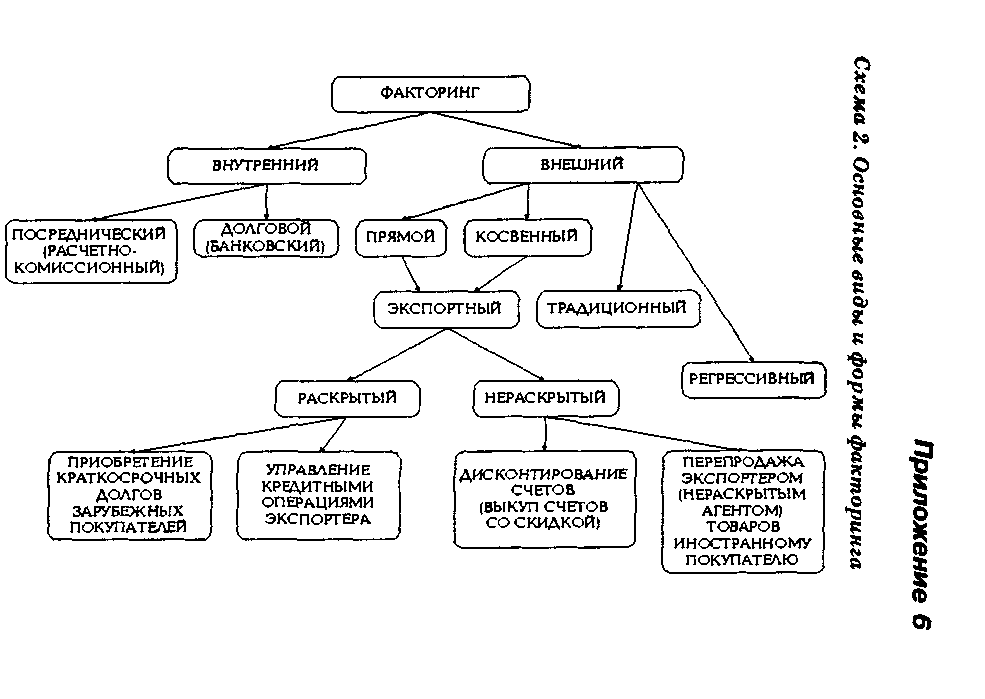 Приложение 6
Схема 2. Основные виды и формы факторинга
ФАКТОРИНГ
ВНУТРЕННИЙ
ВНЕШНИЙ
ПОСРЕДНИЧЕСКИЙ
(РАСЧЕТНО-
КОМИССИОННЫЙ)
ДОЛГОВОЙ
(БАНКОВСКИЙ)
ПРЯМОЙ
КОСВЕННЫЙ
ЭКСПОРТНЫЙ
ТРАДИЦИОННЫЙ
РЕГРЕССИВНЫЙ
РАСКРЫТЫЙ
НЕРАСКРЫТЫЙ
ПРИОБРЕТЕНИЕ
КРАТКОСРОЧНЫХ
ДОЛГОВ
ЗАРУБЕЖНЫХ
ПОКУПАТЕЛЕЙ
УПРАВЛЕНИЕ
КРЕДИТНЫМИ
ОПЕРАЦИЯМИ
ЭКСПОРТЕРА
ДИСКОНТИРОВАНИЕ
СЧЕТОВ
(ВЫКУП СЧЕТОВ
СО СКИДКОЙ)
ПЕРЕПРОДАЖА
ЭКСПОРТЕРОМ
(НЕРАСКРЫТЫМ
АГЕНТОМ)
ТОВАРОВ
ИНОСТРАННОМУ
ПОКУПАТЕЛЮ